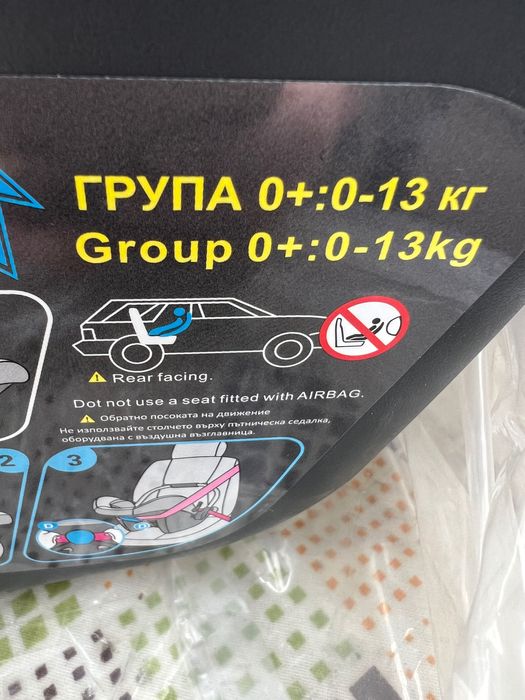 ГРУПА 0+:0-13 кг
Group 0+:0-13kg
Rear facing.
Dot not use a seat fitted with AIRBAG.
Обратно посоката на движение
Не използвайте столчето върху пътническа седалка,
оборудвана с въздушна възглавница.
2
3
D
D